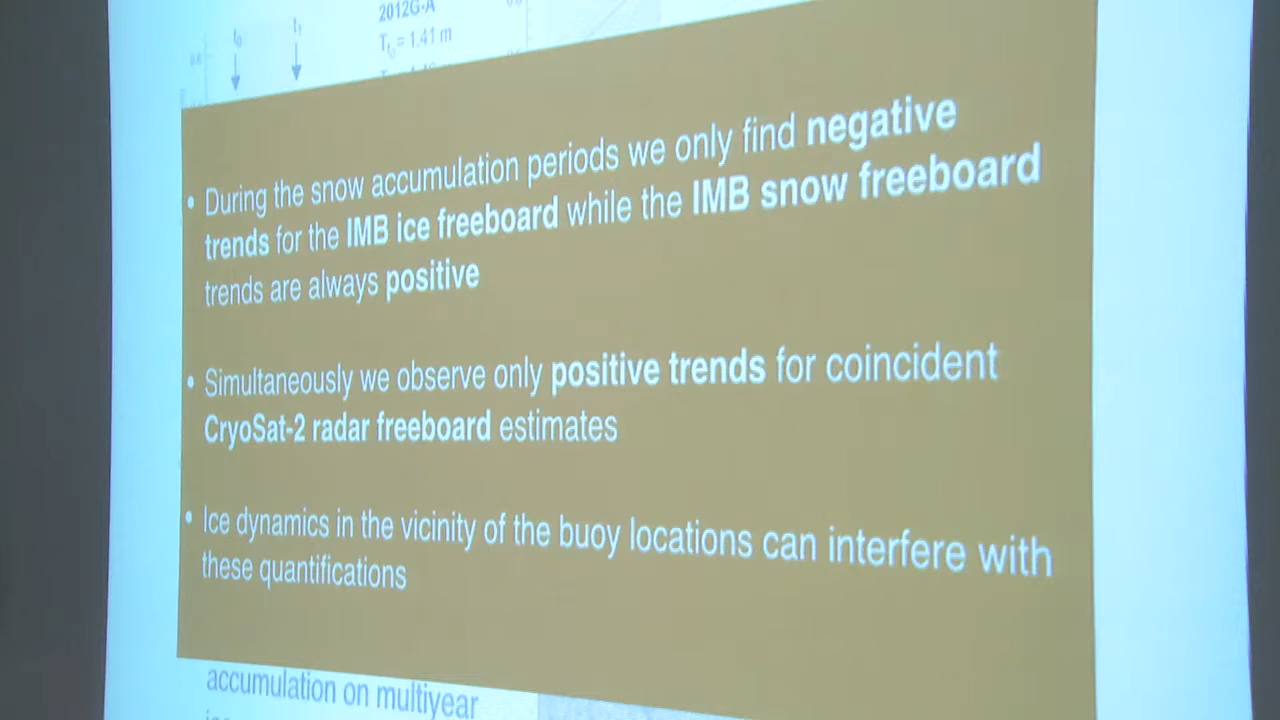 t₀
t₁
2012G-A
T_t₀ = 1.41 m
• During the snow accumulation periods we only find negative
trends for the IMB ice freeboard while the IMB snow freeboard
trends are always positive
• Simultaneously we observe only positive trends for coincident
CryoSat-2 radar freeboard estimates
• Ice dynamics in the vicinity of the buoy locations can interfere with
these quantifications
accumulation on multiyear